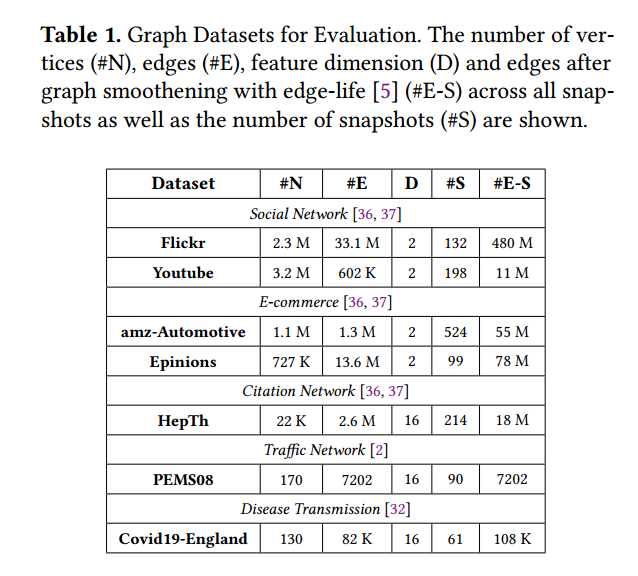 Table 1. Graph Datasets for Evaluation. The number of ver-
tices (#N), edges (#E), feature dimension (D) and edges after
graph smoothening with edge-life [5] (#E-S) across all snap-
shots as well as the number of snapshots (#S) are shown.
Dataset #N #E D #S #E-S
Social Network [36, 37]
Flickr 2.3 M 33.1 M 2 132 480 M
Youtube 3.2 M 602 K 2 198 11 M
E-commerce [36, 37]
amz-Automotive 1.1 M 1.3 M 2 524 55 M
Epinions 727 K 13.6 M 2 99 78 M
Citation Network [36, 37]
HepTh 22 K 2.6 M 16 214 18 M
Traffic Network [2]
PEMS08 170 7202 16 90 7202
Disease Transmission [32]
Covid19-England 130 82 K 16 61 108 K